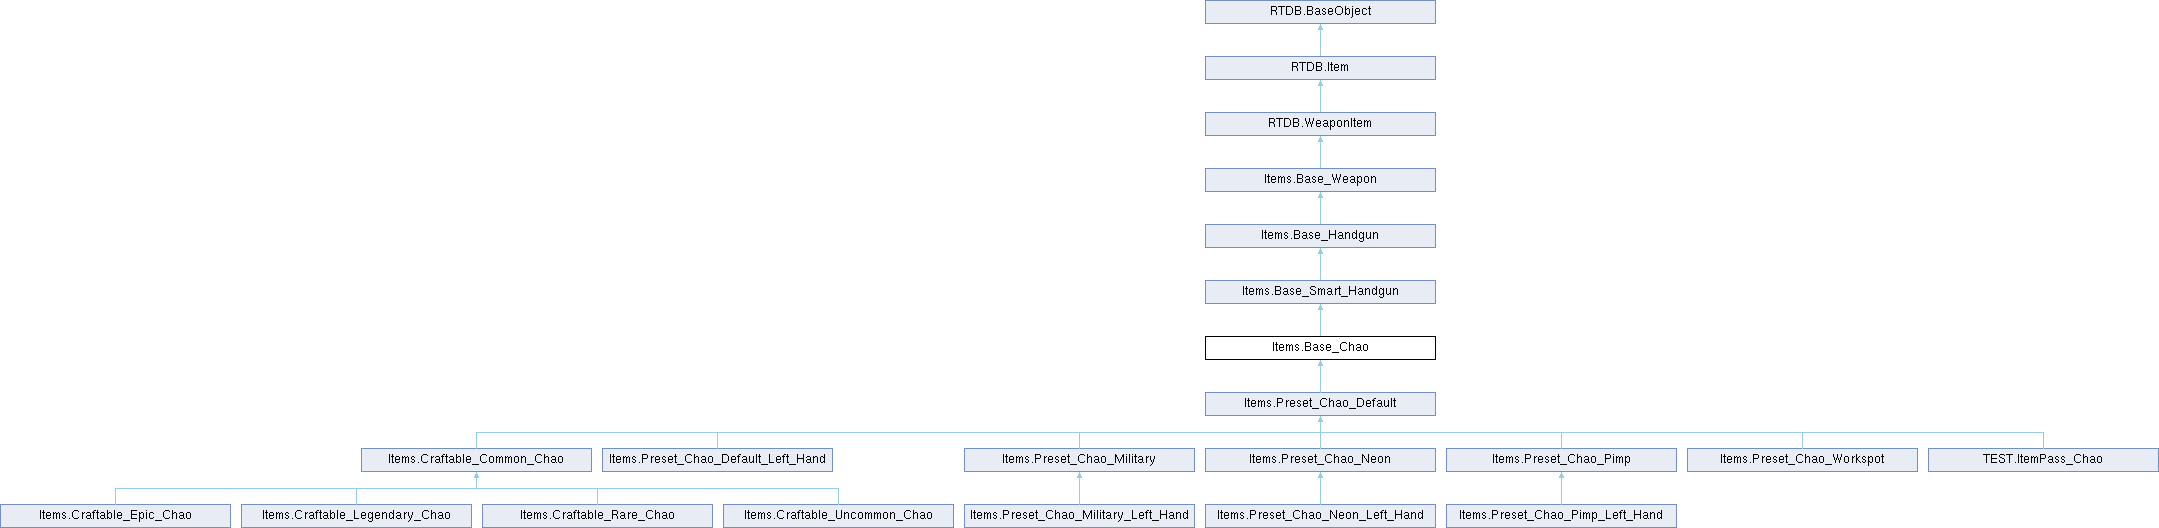 RTDB.BaseObject
RTDB.Item
RTDB.WeaponItem
Items.Base_Weapon
Items.Base_Handgun
Items.Base_Smart_Handgun
Items.Base_Chao
Items.Preset_Chao_Default
Items.Craftable_Common_Chao
Items.Preset_Chao_Default_Left_Hand
Items.Preset_Chao_Military
Items.Preset_Chao_Neon
Items.Preset_Chao_Pimp
Items.Preset_Chao_Workspot
TEST.ItemPass_Chao
Items.Craftable_Epic_Chao
Items.Craftable_Legendary_Chao
Items.Craftable_Rare_Chao
Items.Craftable_Uncommon_Chao
Items.Preset_Chao_Military_Left_Hand
Items.Preset_Chao_Neon_Left_Hand
Items.Preset_Chao_Pimp_Left_Hand